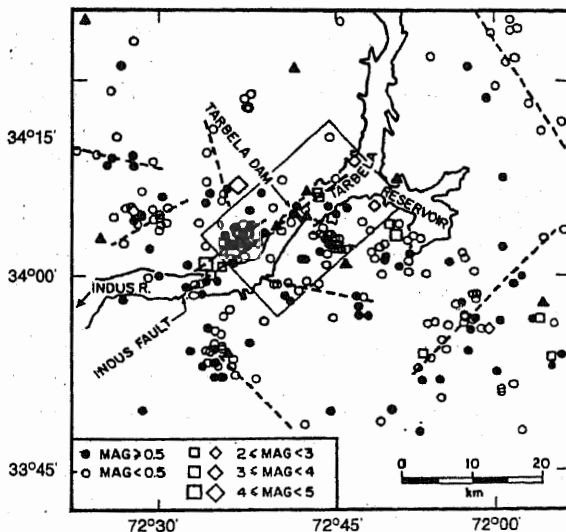 34°15'
TARBELA DAM
TARBELA
RESERVOIR
34°00'
INDUS R.
INDUS FAULT
33°45'
MAG ⩾ 0.5
MAG < 0.5
2 ≤ MAG < 3
3 ≤ MAG < 4
4 ≤ MAG < 5
0 10 20
km
72°30' 72°45' 72°00'